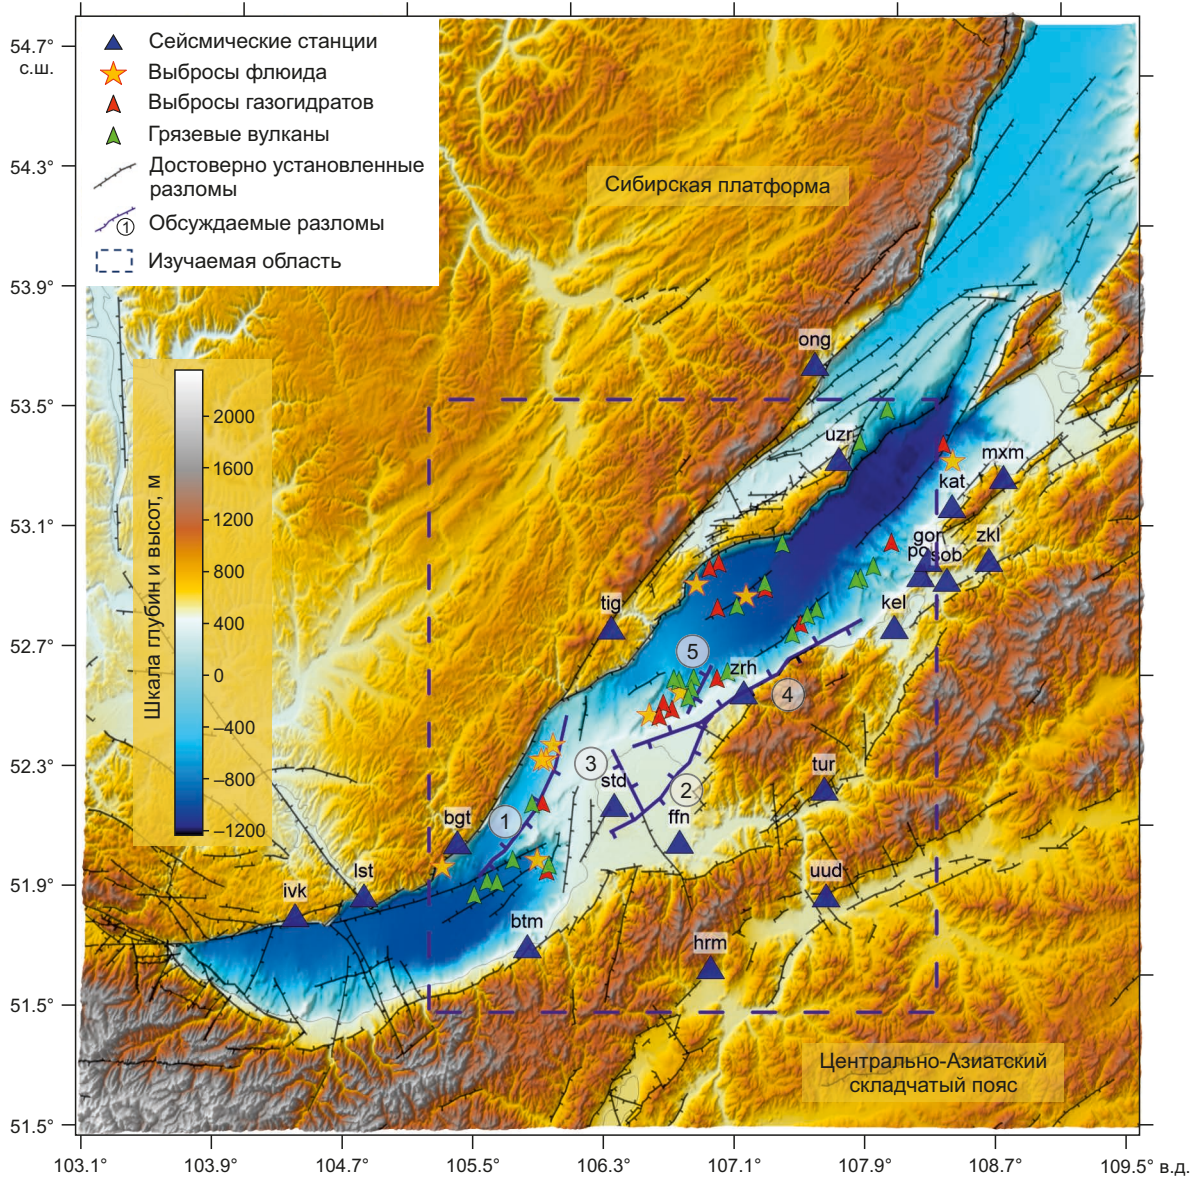 Сейсмические станции
Выбросы флюида
Выбросы газогидратов
Грязевые вулканы
Достоверно установленные
разломы
1
Обсуждаемые разломы
Изучаемая область
54.7°
с.ш.
54.3°
53.9°
53.5°
53.1°
52.7°
52.3°
51.9°
51.5°
51.5°
Сибирская платформа
Шкала глубин и высот, м
2000
1600
1200
800
400
0
–400
–800
–1200
ong
uzr
mxm
kat
gor
zkl
po
sob
tig
kel
5
zrh
4
3
std
tur
2
1
bgt
ffn
lst
uud
ivk
btm
hrm
Центрально-Азиатский
складчатый пояс
103.1°
103.9°
104.7°
105.5°
106.3°
107.1°
107.9°
108.7°
109.5° в.д.